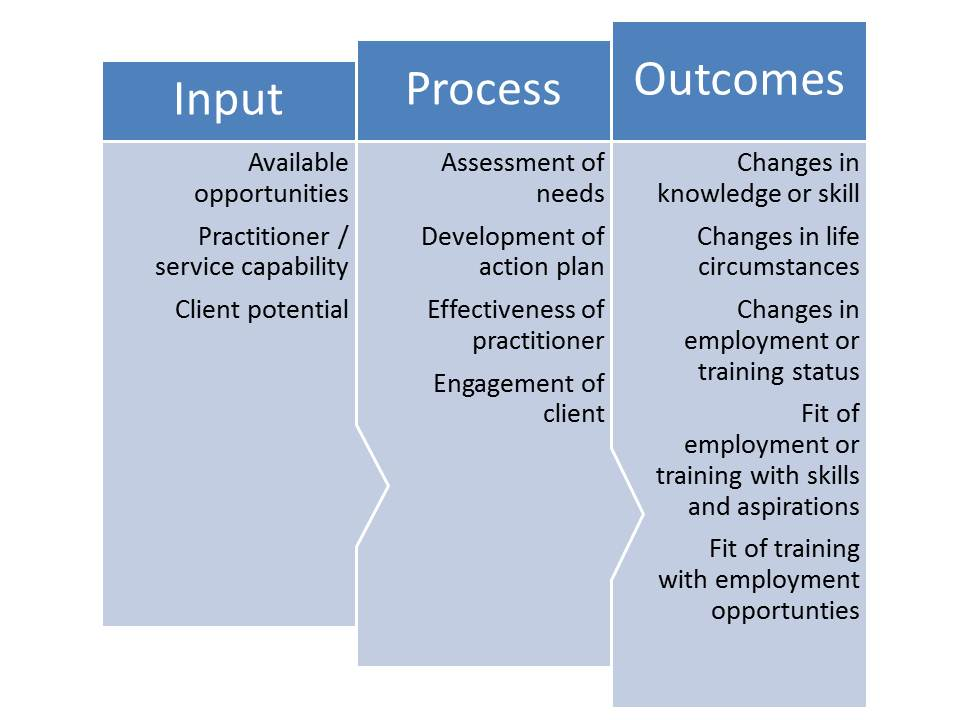 Input
Available
opportunities
Practitioner /
service capability
Client potential
Process
Assessment of
needs
Development of
action plan
Effectiveness of
practitioner
Engagement of
client
Outcomes
Changes in
knowledge or skill
Changes in life
circumstances
Changes in
employment or
training status
Fit of
employment or
training with skills
and aspirations
Fit of training
with employment
opportunties